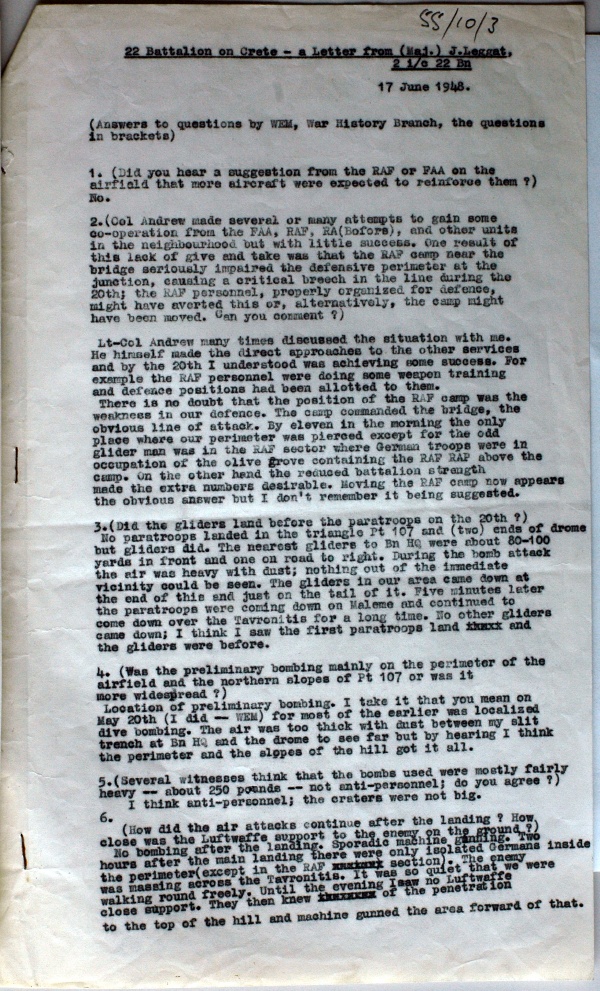 55/10/3
22 Battalion on Crete - a Letter from (Maj.) J.Leggat,
2 i/c 22 Bn
17 June 1948.
(Answers to questions by WEM, War History Branch, the questions
in brackets)
1. (Did you hear a suggestion from the RAF or FAA on the
airfield that more aircraft were expected to reinforce them ?)
No.
2.(Col Andrew made several or many attempts to gain some
co-operation from the FAA, RAF, RA(Bofors), and other units
in the neighbourhood but with little success. One result of
this lack of give and take was that the RAF camp near the
bridge seriously impaired the defensive perimeter at the
junction, causing a critical breech in the line during the
20th; the RAF personnel, properly organized for defence,
might have averted this or, alternatively, the camp might
have been moved. Can you comment ?)
Lt-Col Andrew many times discussed the situation with me.
He himself made the direct approaches to the other services
and by the 20th I understood was achieving some success. For
example the RAF personnel were doing some weapon training
and defence positions had been allotted to them.
There is no doubt that the position of the RAF camp was the
weakness in our defence. The camp commanded the bridge, the
obvious line of attack. By eleven in the morning the only
place where our perimeter was pierced except for the odd
glider man was in the RAF sector where German troops were in
occupation of the olive grove containing the RAF RAP above the
camp. On the other hand the reduced battalion strength
made the extra numbers desirable. Moving the RAF camp now appears
the obvious answer but I don't remember it being suggested.
3.(Did the gliders land before the paratroops on the 20th ?)
No paratroops landed in the triangle Pt 107 and (two) ends of drome
but gliders did. The nearest gliders to Bn HQ were about 80-100
yards in front and one on road to right. During the bomb attack
the air was heavy with dust; nothing out of the immediate
vicinity could be seen. The gliders in our area came down at
the end of this and just on the tail of it. Five minutes later
the paratroops were coming down on Maleme and continued to
come down over the Tavronitis for a long time. No other gliders
came down; I think I saw the first paratroops land and
the gliders were before.
4. (Was the preliminary bombing mainly on the perimeter of the
airfield and the northern slopes of Pt 107 or was it
more widespread ?)
Location of preliminary bombing. I take it that you mean on
May 20th (I did -- WEM) for most of the earlier was localized
dive bombing. The air was too thick with dust between my slit
trench at Bn HQ and the drome to see far but by hearing I think
the perimeter and the slopes of the hill got it all.
5.(Several witnesses think that the bombs used were mostly fairly
heavy -- about 250 pounds -- not anti-personnel; do you agree ?)
I think anti-personnel; the craters were not big.
6.
(How did the air attacks continue after the landing ? How
close was the Luftwaffe support to the enemy on the ground ?)
No bombing after the landing. Sporadic machine gunning. Two
hours after the main landing there were only isolated Germans inside
the perimeter(except in the RAF section). The enemy
was massing across the Tavronitis. It was so quiet that we were
walking round freely. Until the evening I saw no Luftwaffe
close support. They then knew of the penetration
to the top of the hill and machine gunned the area forward of that.